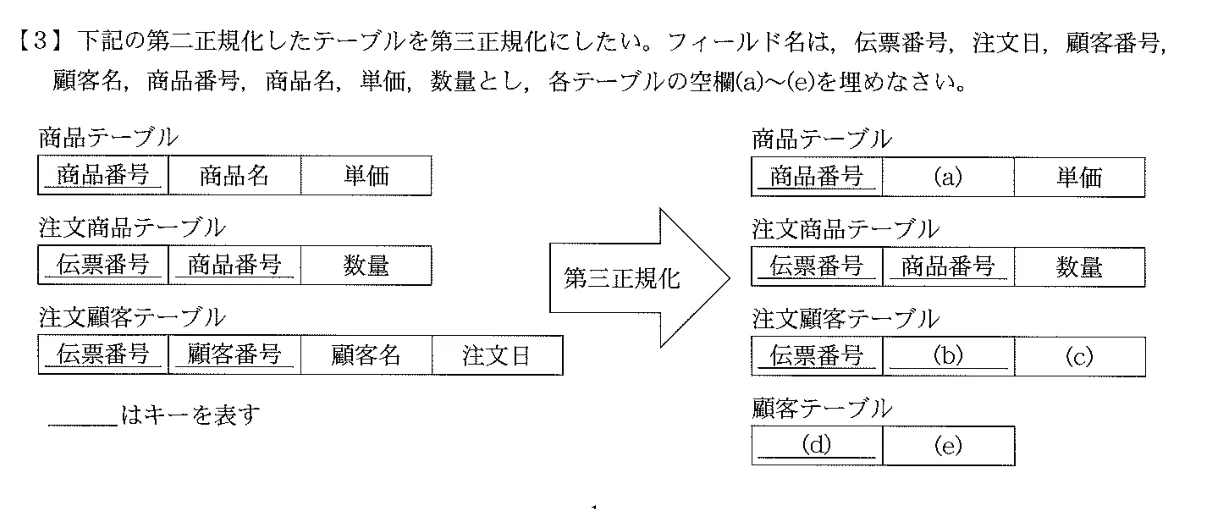 【3】下記の第二正規化したテーブルを第三正規化にしたい。フィールド名は，伝票番号，注文日，顧客番号，
顧客名，商品番号，商品名，単価，数量とし，各テーブルの空欄(a)～(e)を埋めなさい。
商品テーブル
商品番号 商品名 単価
注文商品テーブル
伝票番号 商品番号 数量
注文顧客テーブル
伝票番号 顧客番号 顧客名 注文日
はキーを表す
第三正規化
商品テーブル
商品番号 (a) 単価
注文商品テーブル
伝票番号 商品番号 数量
注文顧客テーブル
伝票番号 (b) (c)
顧客テーブル
(d) (e)